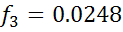 f₃ = 0.0248